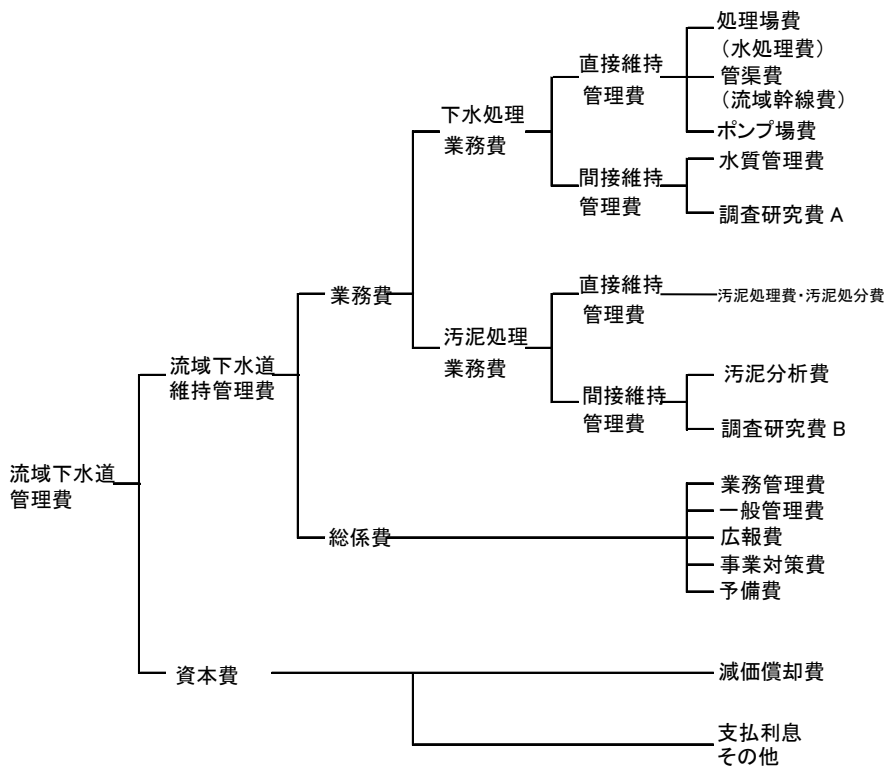 流域下水道
管理費
流域下水道
維持管理費
業務費
下水処理
業務費
直接維持
管理費
処理場費
（水処理費）
管渠費
（流域幹線費）
ポンプ場費
間接維持
管理費
水質管理費
調査研究費 A
汚泥処理
業務費
直接維持
管理費
汚泥処理費・汚泥処分費
間接維持
管理費
汚泥分析費
調査研究費 B
総係費
業務管理費
一般管理費
広報費
事業対策費
予備費
資本費
減価償却費
支払利息
その他